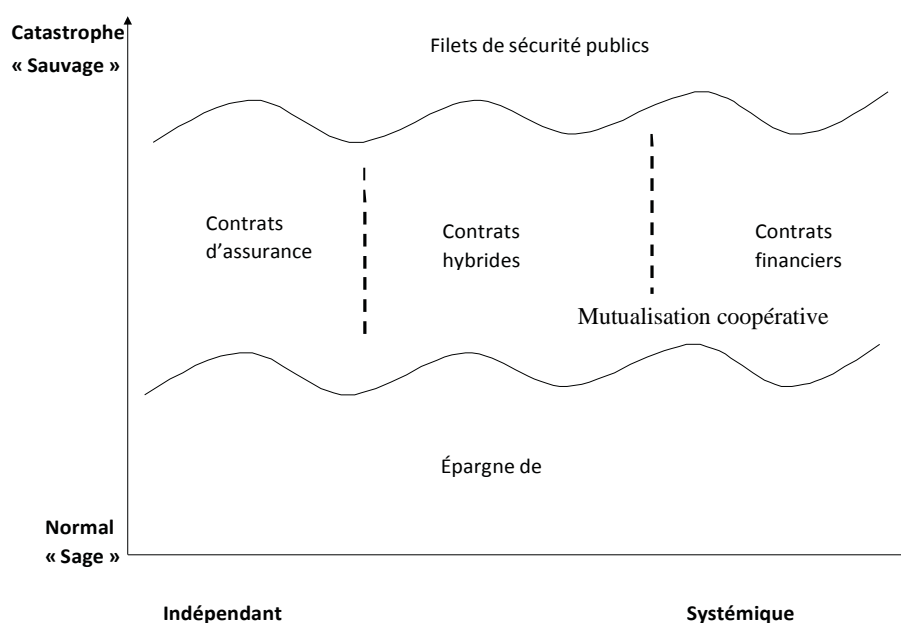 Catastrophe
« Sauvage »
Filets de sécurité publics
Contrats
d'assurance
Contrats
hybrides
Contrats
financiers
Mutualisation coopérative
Épargne de
Normal
« Sage »
Indépendant
Systémique